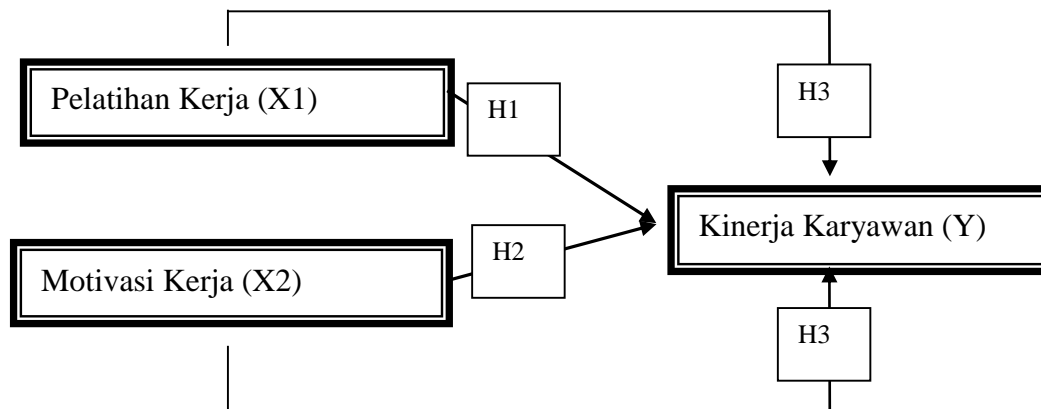 Pelatihan Kerja (X1)
H1
H3
Kinerja Karyawan (Y)
H2
Motivasi Kerja (X2)
H3